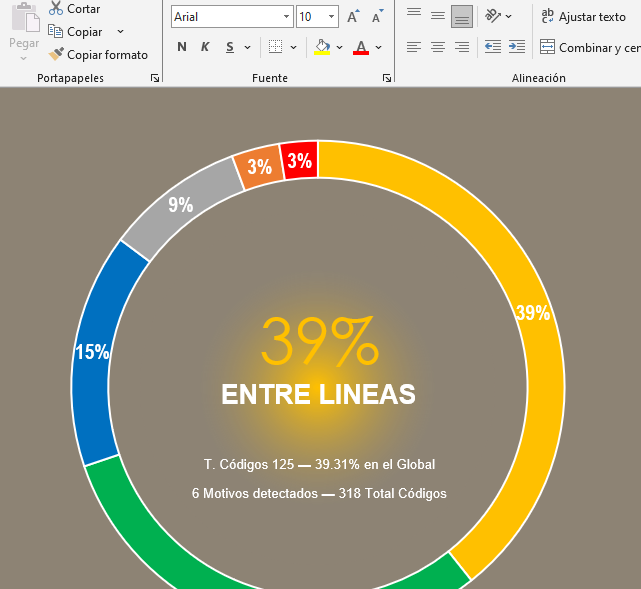 Cortar
Pegar
Copiar
Copiar formato
Portapapeles
Arial
10
A A
N K S
A
Fuente
ab
c
Ajustar texto
Combinar y cen
Alineación
3%
3%
9%
39%
15%
39%
ENTRE LINEAS
T. Códigos 125 — 39.31% en el Global
6 Motivos detectados — 318 Total Códigos